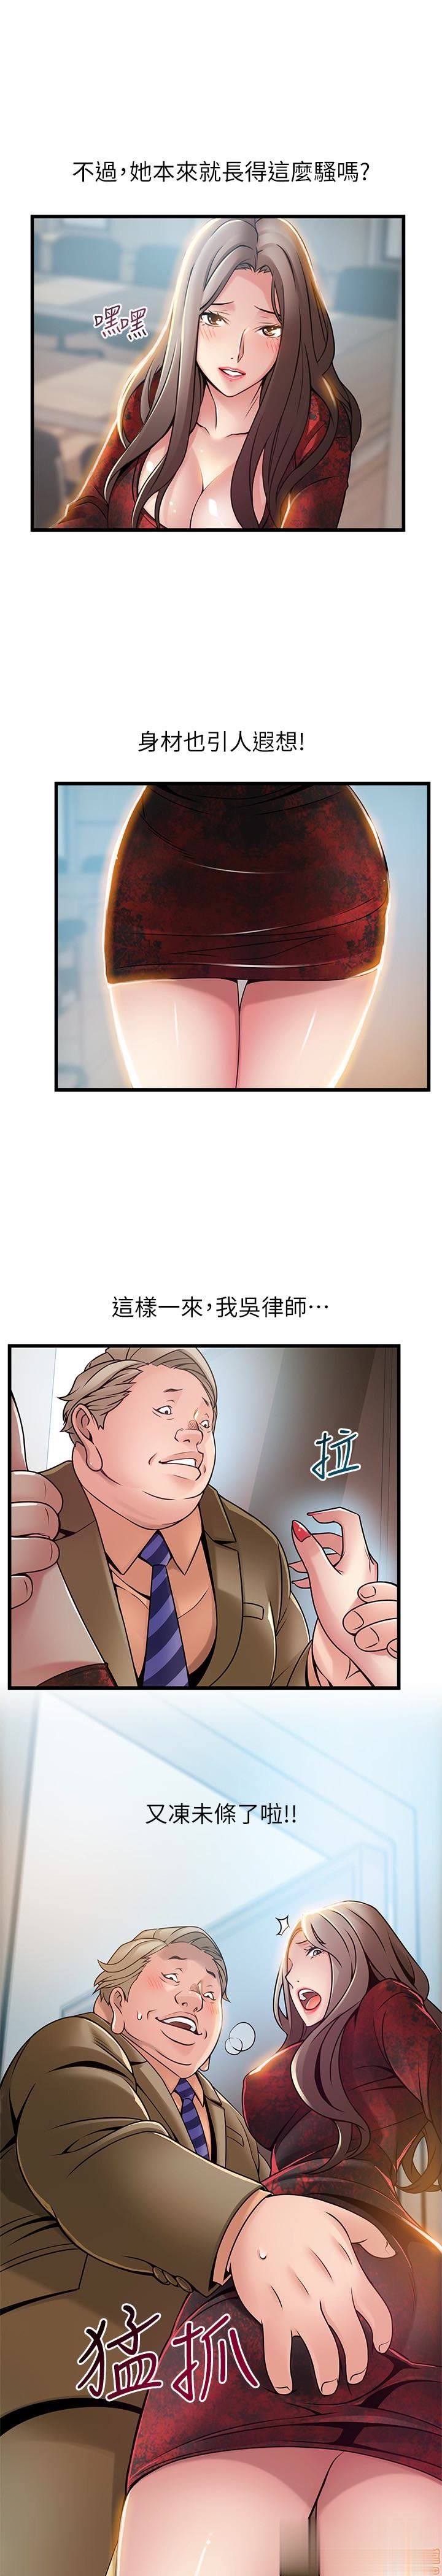 不過，她本來就長得這麼騷嗎?
嘿嘿
身材也引人遐想!
這樣一來，我吳律師⋯
拉
又凍未條了啦!!
猛抓